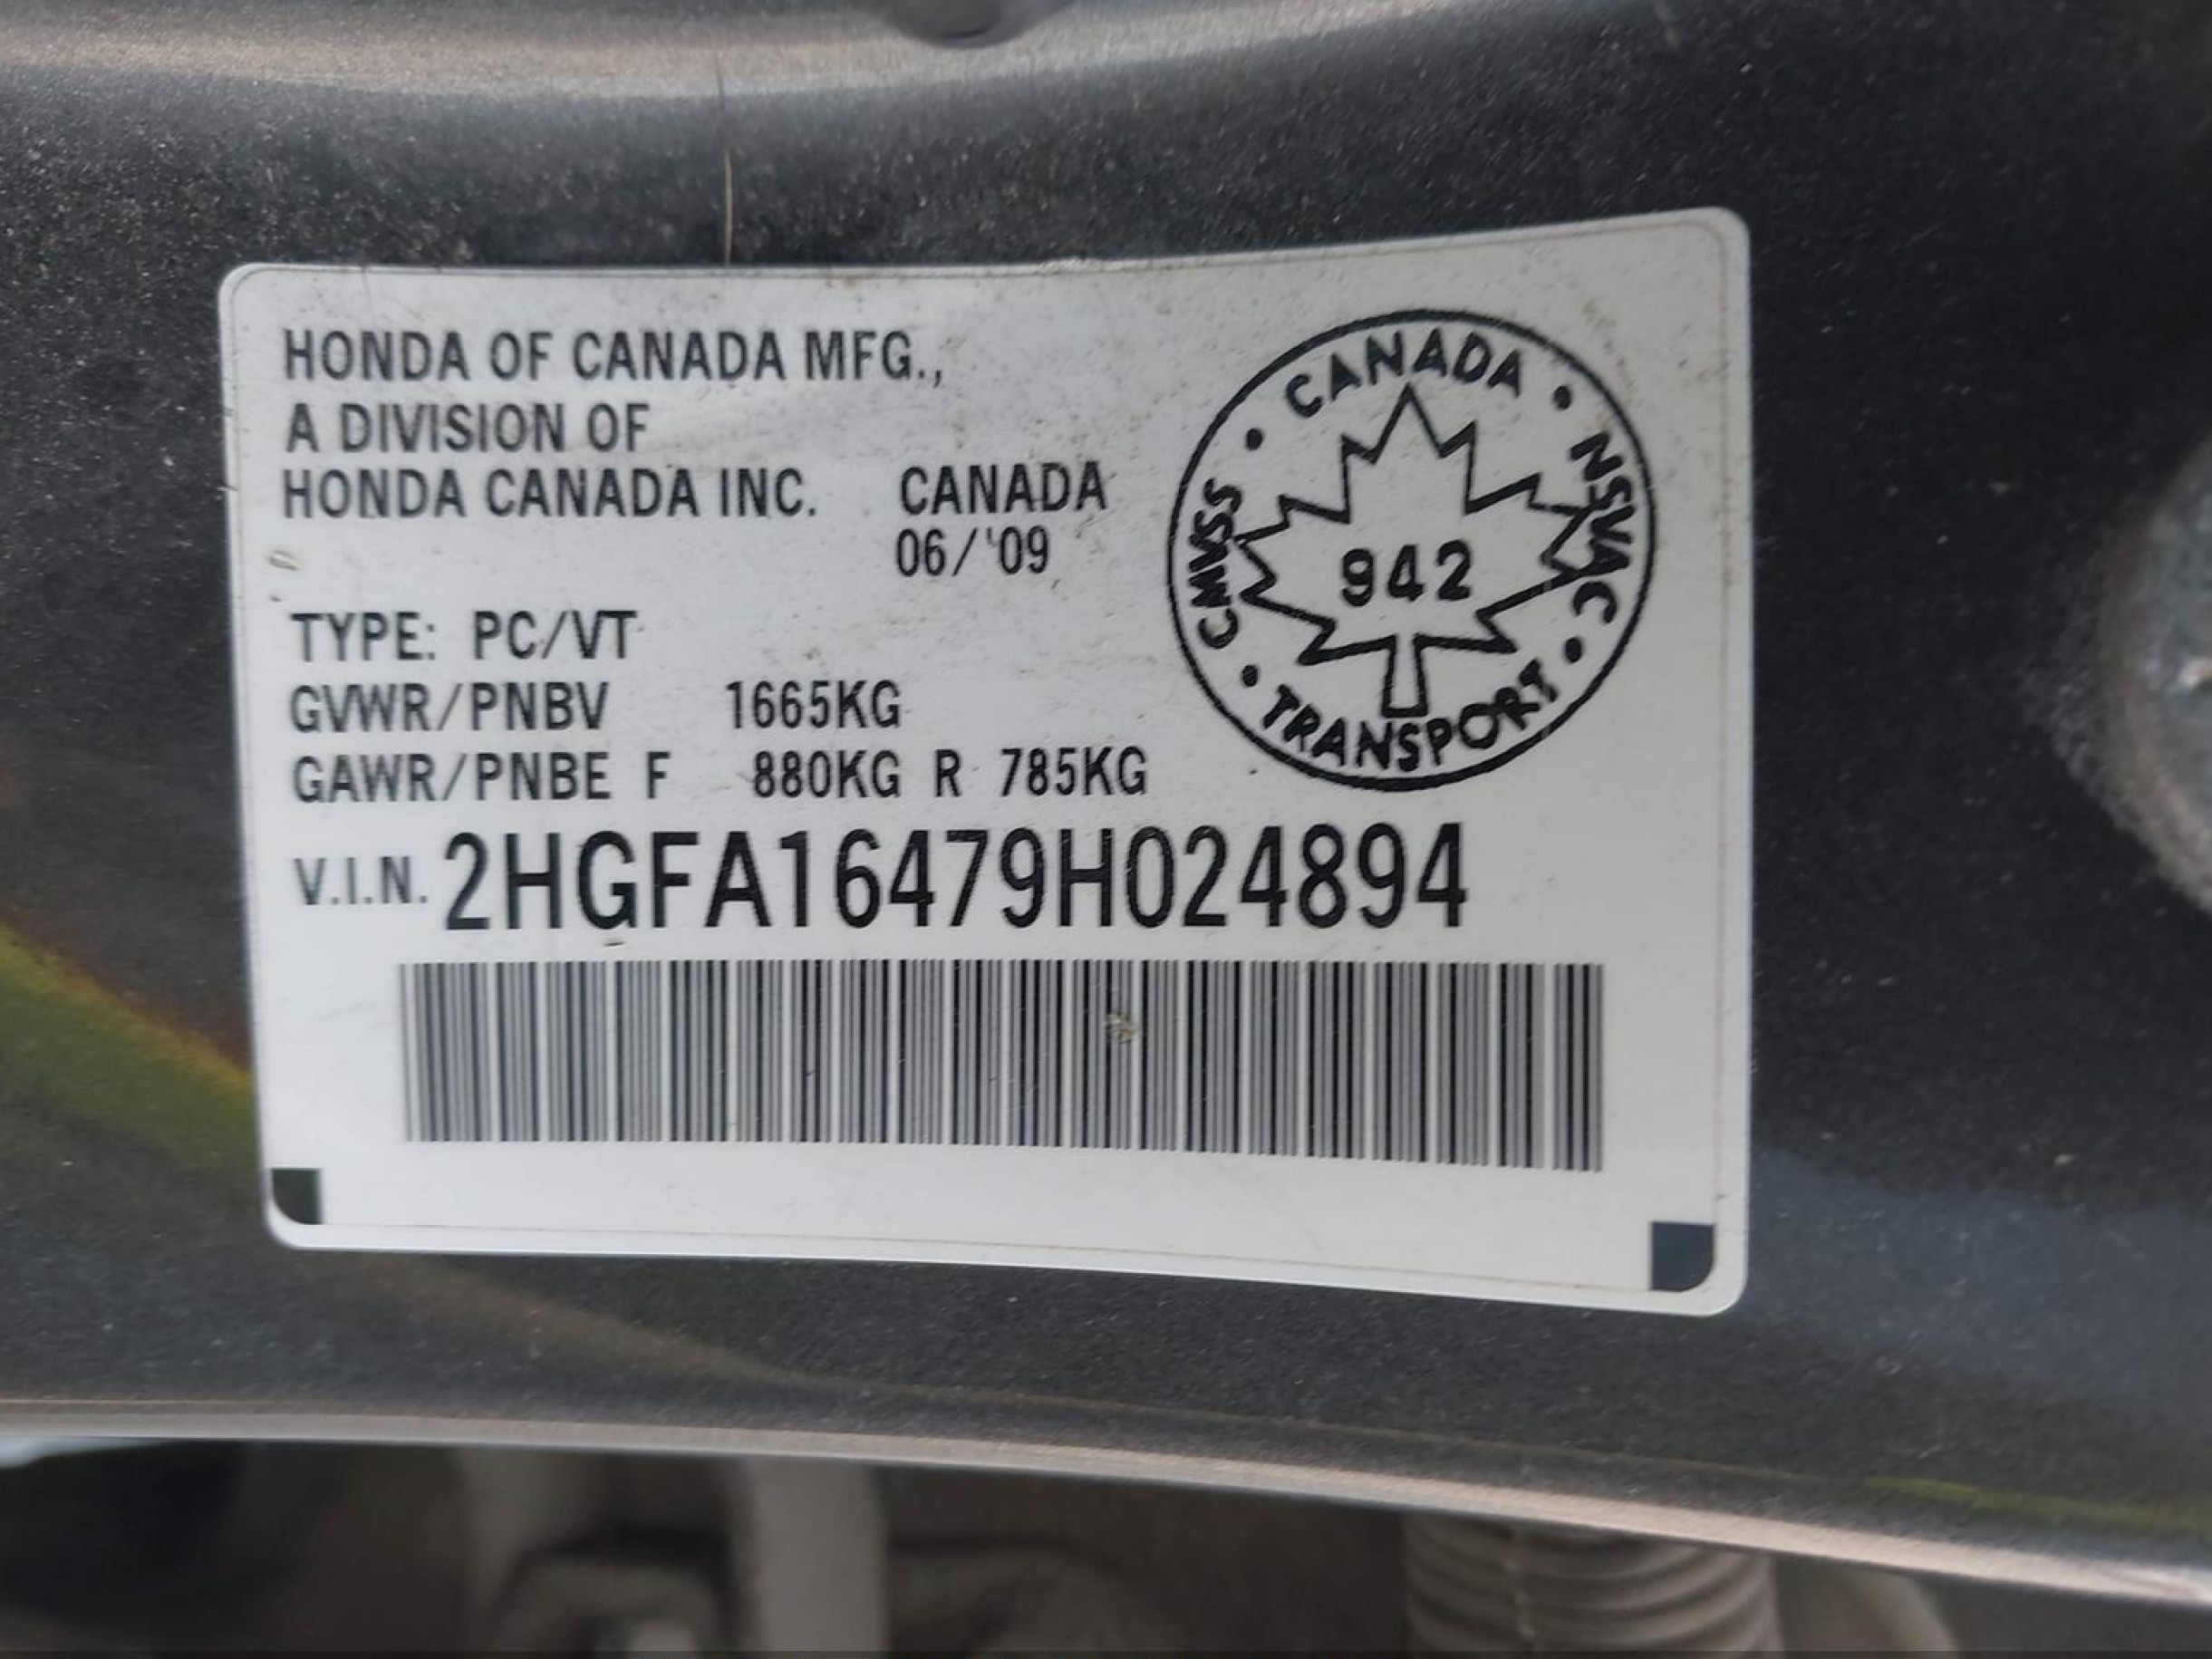 HONDA OF CANADA MFG.,
A DIVISION OF
HONDA CANADA INC. CANADA
06/'09
CANADA • NSVAC • TRANSPORT • CMVSS •
942
TYPE: PC/VT
GVWR/PNBV 1665KG
GAWR/PNBE F 880KG R 785KG
V.I.N. 2HGFA16479H024894